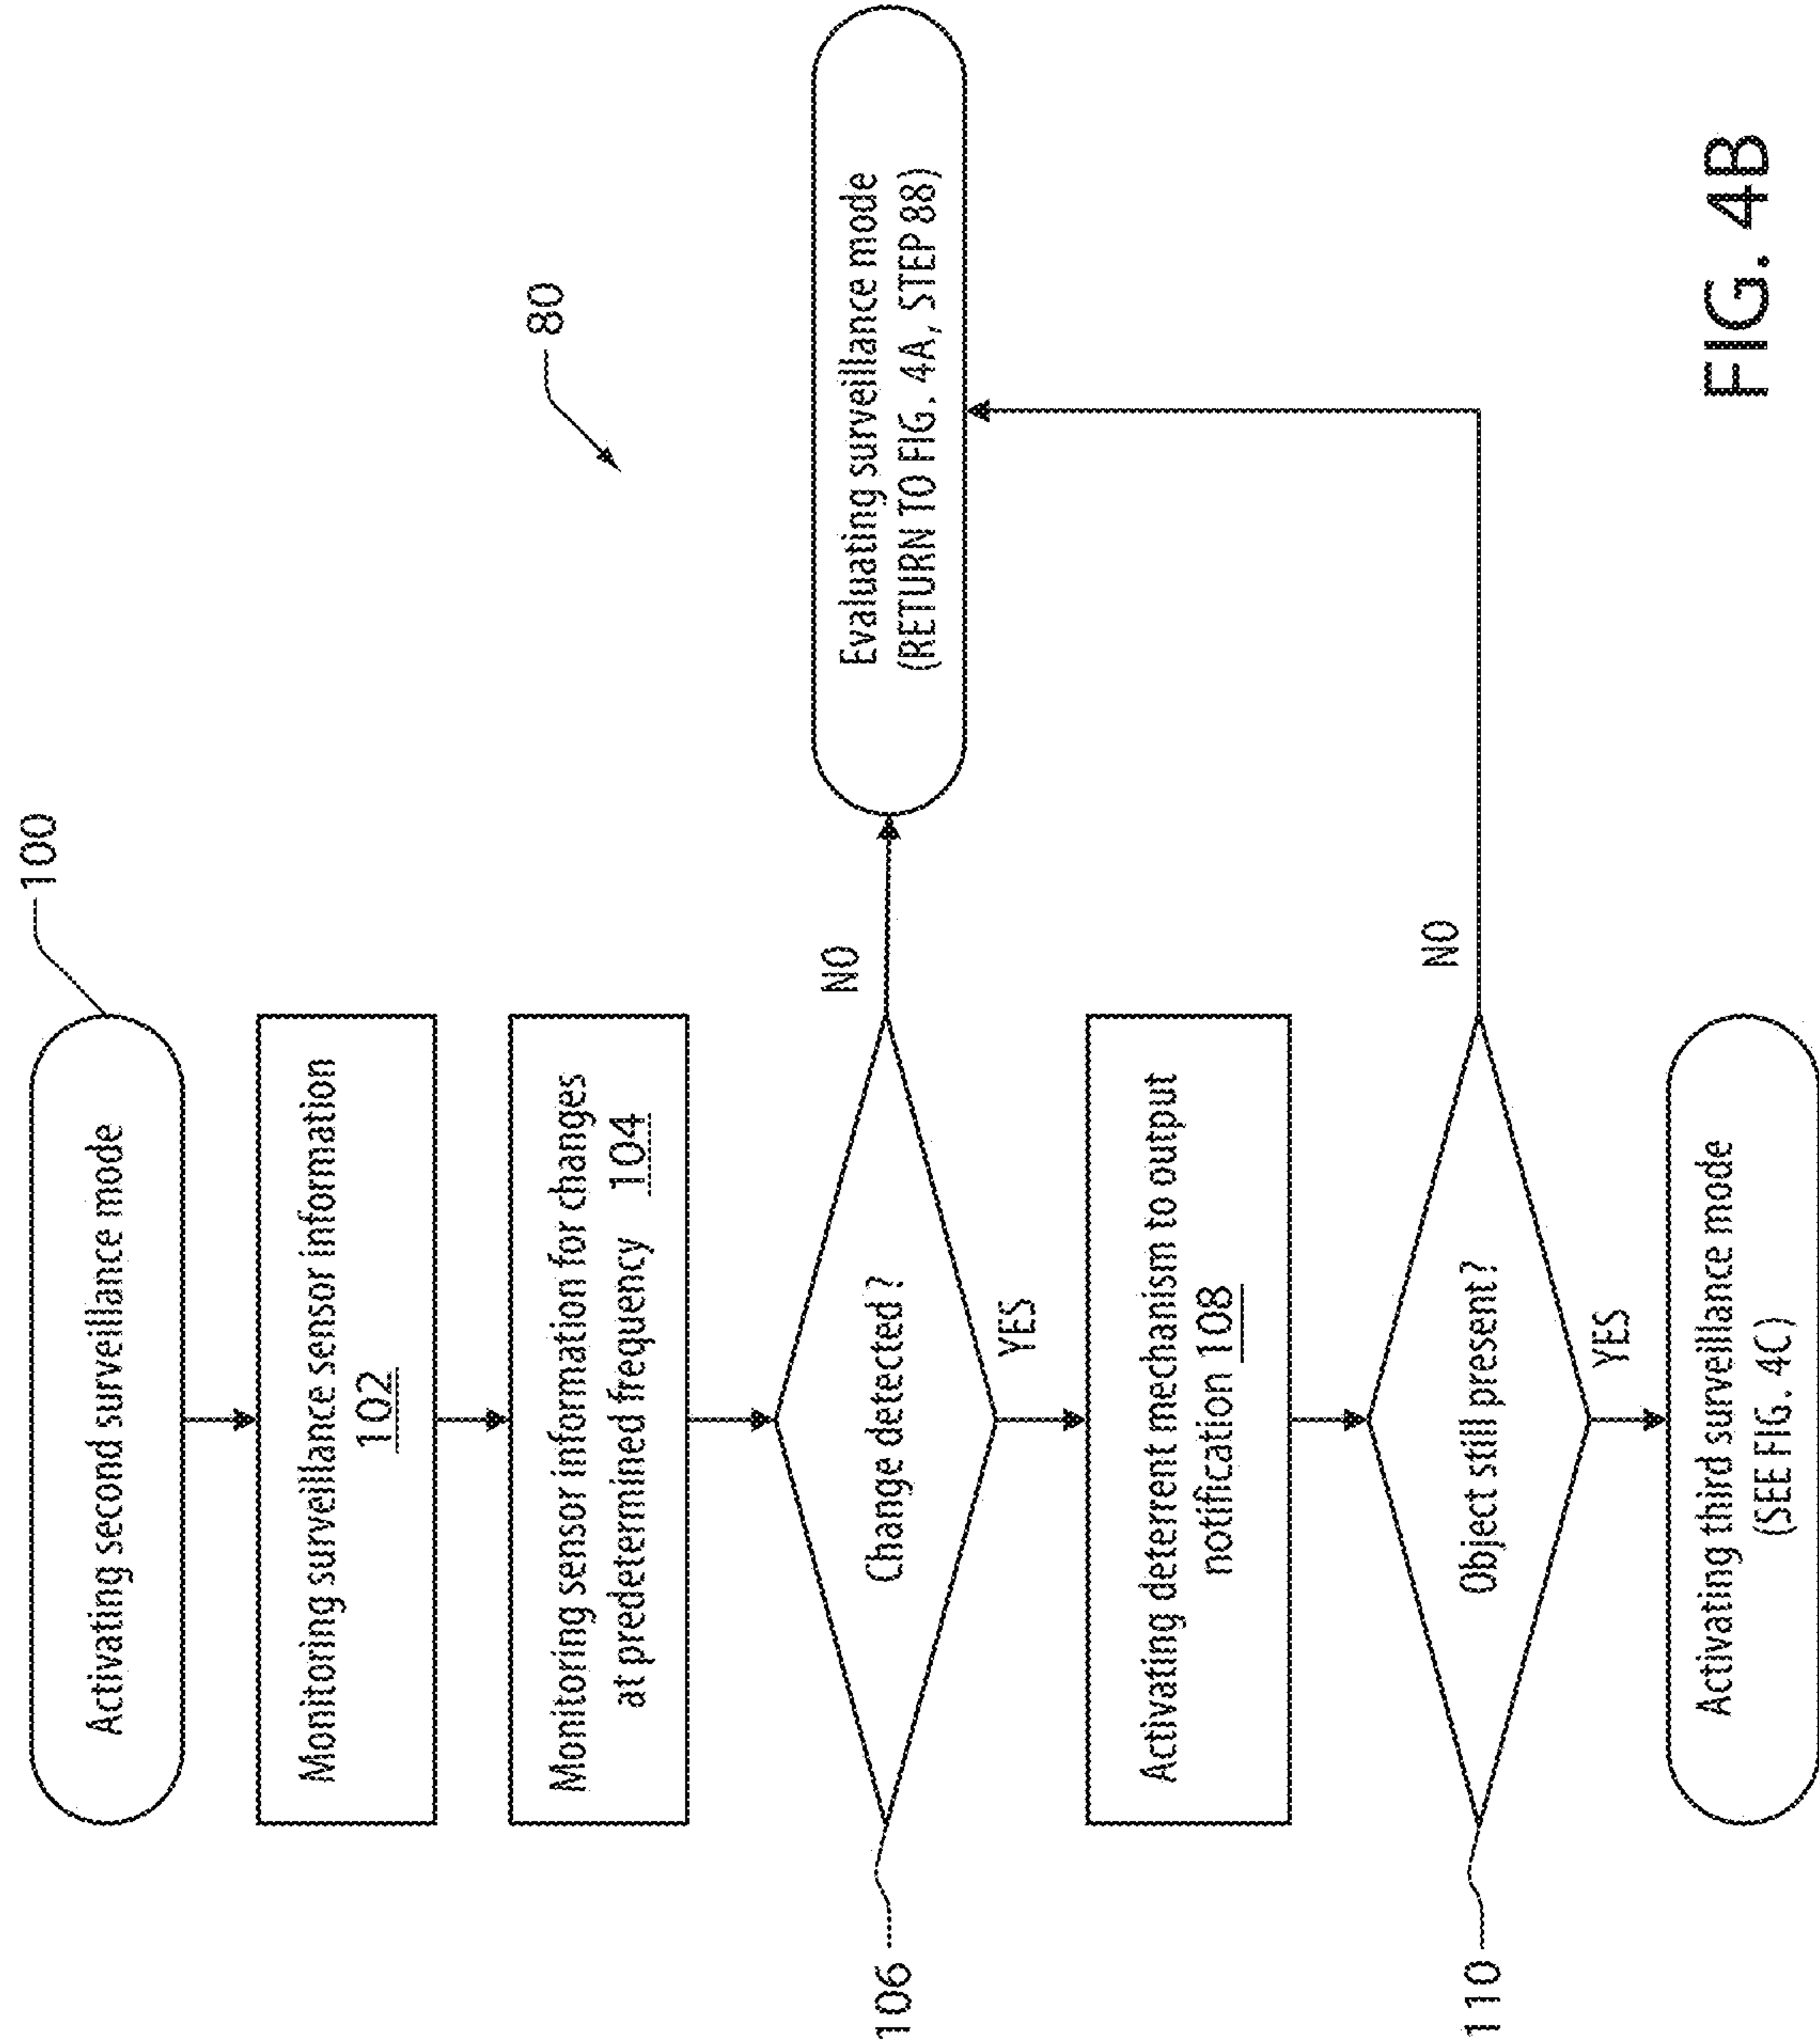 100
Activating second surveillance mode
Monitoring surveillance sensor information
102
80
Monitoring sensor information for changes
at predetermined frequency 104
106
Change detected?
NO
Evaluating surveillance mode
(RETURN TO FIG. 4A, STEP 88)
YES
Activating deterrent mechanism to output
notification 108
110
Object still present?
NO
YES
Activating third surveillance mode
(SEE FIG. 4C)
FIG. 4B